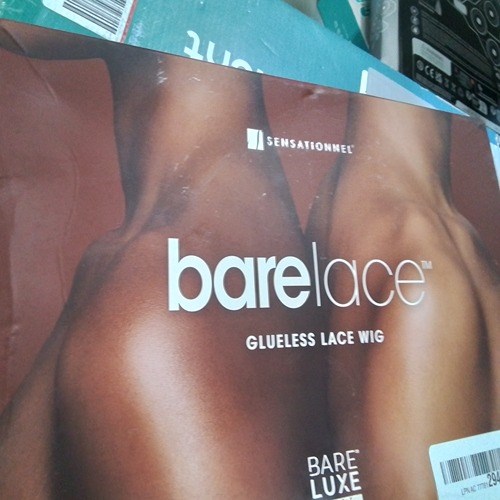 SENSATIONNEL
barelace™
GLUELESS LACE WIG
BARE
LUXE